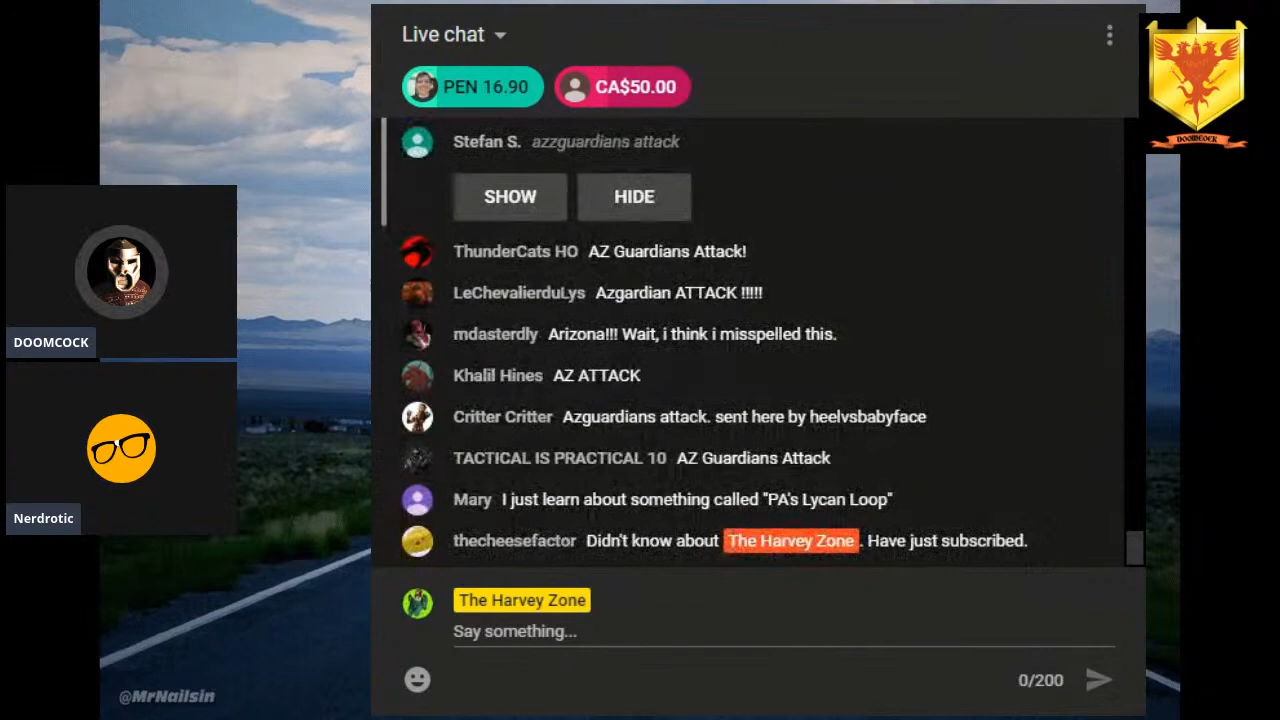 Live chat
PEN 16.90 CA$50.00
DOOMCOCK
Stefan S. azzguardians attack
SHOW HIDE
ThunderCats HO AZ Guardians Attack!
LeChevalierduLys Azgardian ATTACK !!!!!
mdasterdly Arizona!!! Wait, i think i misspelled this.
DOOMCOCK
Khalil Hines AZ ATTACK
Critter Critter Azguardians attack. sent here by heelvsbabyface
TACTICAL IS PRACTICAL 10 AZ Guardians Attack
Mary I just learn about something called "PA's Lycan Loop"
Nerdrotic
thecheesefactor Didn't know about The Harvey Zone . Have just subscribed.
The Harvey Zone
Say something...
0/200
@MrNailsin